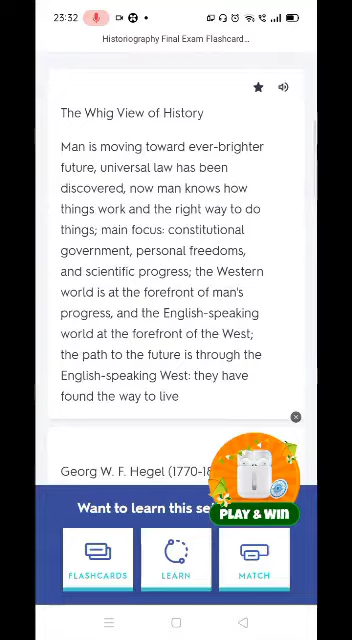 23:32
Historiography Final Exam Flashcard...
The Whig View of History
Man is moving toward ever-brighter
future, universal law has been
discovered, now man knows how
things work and the right way to do
things; main focus: constitutional
government, personal freedoms,
and scientific progress; the Western
world is at the forefront of man's
progress, and the English-speaking
world at the forefront of the West;
the path to the future is through the
English-speaking West: they have
found the way to live
Georg W. F. Hegel (1770-18
Want to learn this se
PLAY & WIN
FLASHCARDS
LEARN
MATCH